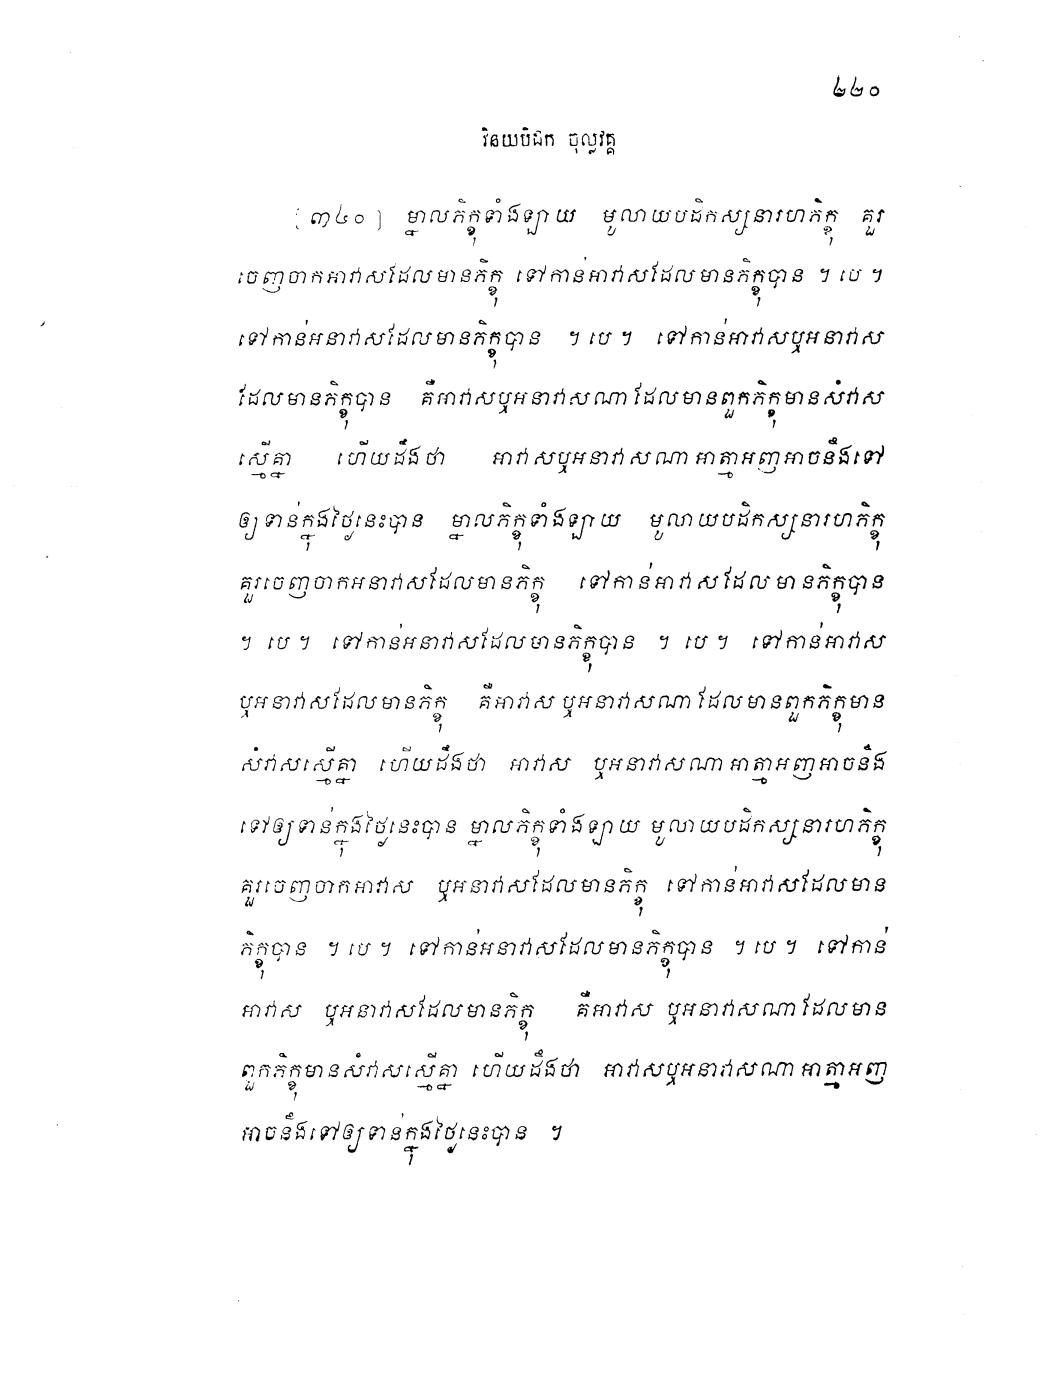 ២២០
វិនយបិដក ចុល្លវគ្គ
[៣៤០] ម្នាលភិក្ខុទាំងឡាយ មូលាយបដិកស្សនារហភិក្ខុ គួរ
ចេញចាកអាវាសដែលមានភិក្ខុ ទៅកាន់អាវាសដែលមានភិក្ខុបាន ។ បេ ។
ទៅកាន់អនាវាសដែលមានភិក្ខុបាន ។ បេ ។ ទៅកាន់អាវាសឬអនាវាស
ដែលមានភិក្ខុបាន គឺអាវាសឬអនាវាសណាដែលមានពួកភិក្ខុមានសំវាស
ស្មើគ្នា ហើយដឹងថា អាវាសឬអនាវាសណាអាត្មាអញអាចនឹងទៅ
ឲ្យទាន់ក្នុងថ្ងៃនេះបាន ម្នាលភិក្ខុទាំងឡាយ មូលាយបដិកស្សនារហភិក្ខុ
គួរចេញចាកអនាវាសដែលមានភិក្ខុ ទៅកាន់អាវាសដែលមានភិក្ខុបាន
។ បេ ។ ទៅកាន់អនាវាសដែលមានភិក្ខុបាន ។ បេ ។ ទៅកាន់អាវាស
ឬអនាវាសដែលមានភិក្ខុ គឺអាវាស ឬអនាវាសណាដែលមានពួកភិក្ខុមាន
សំវាសស្មើគ្នា ហើយដឹងថា អាវាស ឬអនាវាសណាអាត្មាអញអាចនឹង
ទៅឲ្យទាន់ក្នុងថ្ងៃនេះបាន ម្នាលភិក្ខុទាំងឡាយ មូលាយបដិកស្សនារហភិក្ខុ
គួរចេញចាកអាវាស ឬអនាវាសដែលមានភិក្ខុ ទៅកាន់អាវាសដែលមាន
ភិក្ខុបាន ។ បេ ។ ទៅកាន់អនាវាសដែលមានភិក្ខុបាន ។ បេ ។ ទៅកាន់
អាវាស ឬអនាវាសដែលមានភិក្ខុ គឺអាវាស ឬអនាវាសណាដែលមាន
ពួកភិក្ខុមានសំវាសស្មើគ្នា ហើយដឹងថា អាវាសឬអនាវាសណាអាត្មាអញ
អាចនឹងទៅឲ្យទាន់ក្នុងថ្ងៃនេះបាន ។